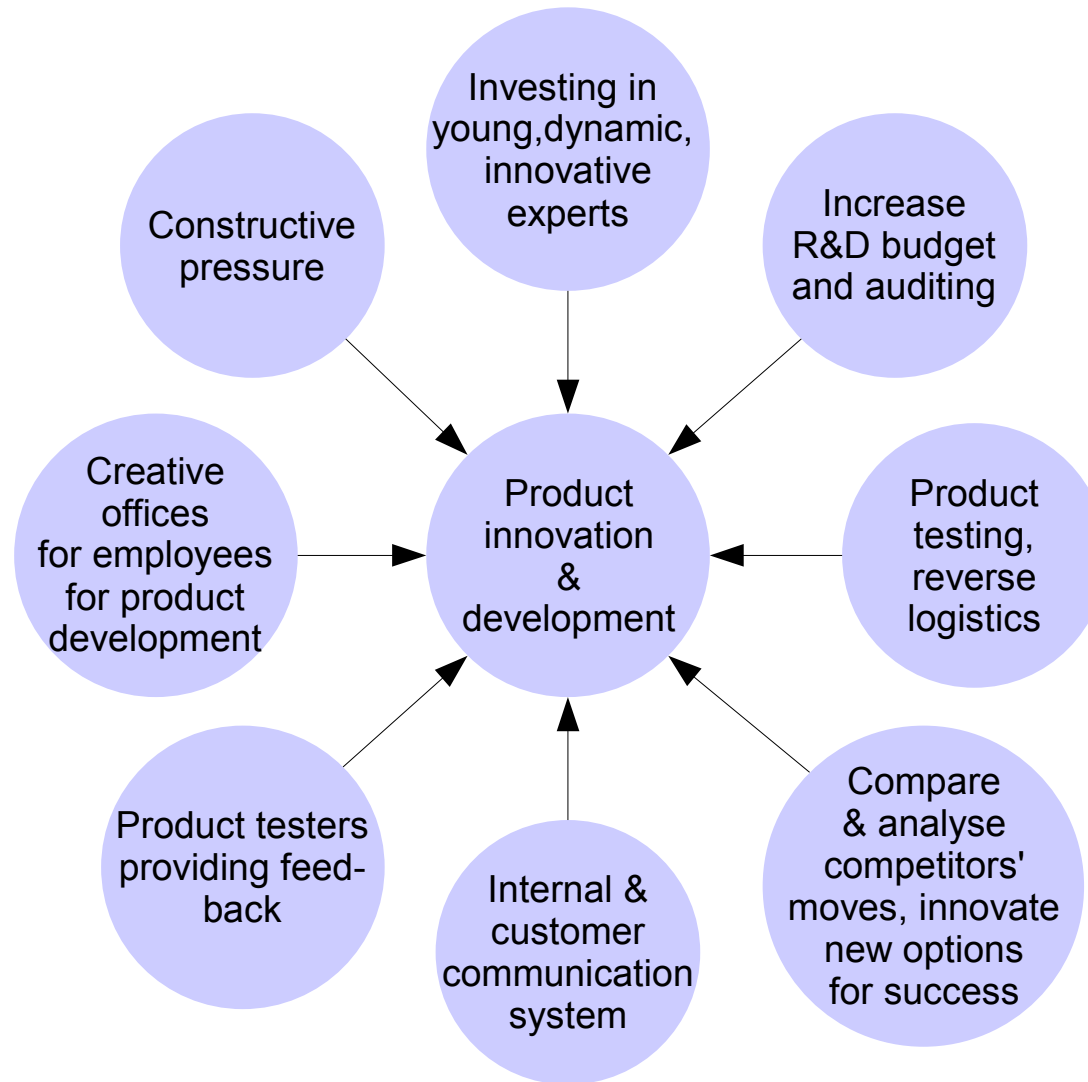 Investing in
young,dynamic,
innovative
experts
Constructive
pressure
Increase
R&D budget
and auditing
Creative
offices
for employees
for product
development
Product
innovation
&
development
Product
testing,
reverse
logistics
Product testers
providing feed-
back
Internal &
customer
communication
system
Compare
& analyse
competitors'
moves, innovate
new options
for success